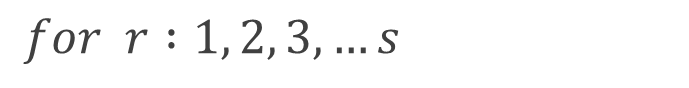 for r : 1, 2, 3, ... s